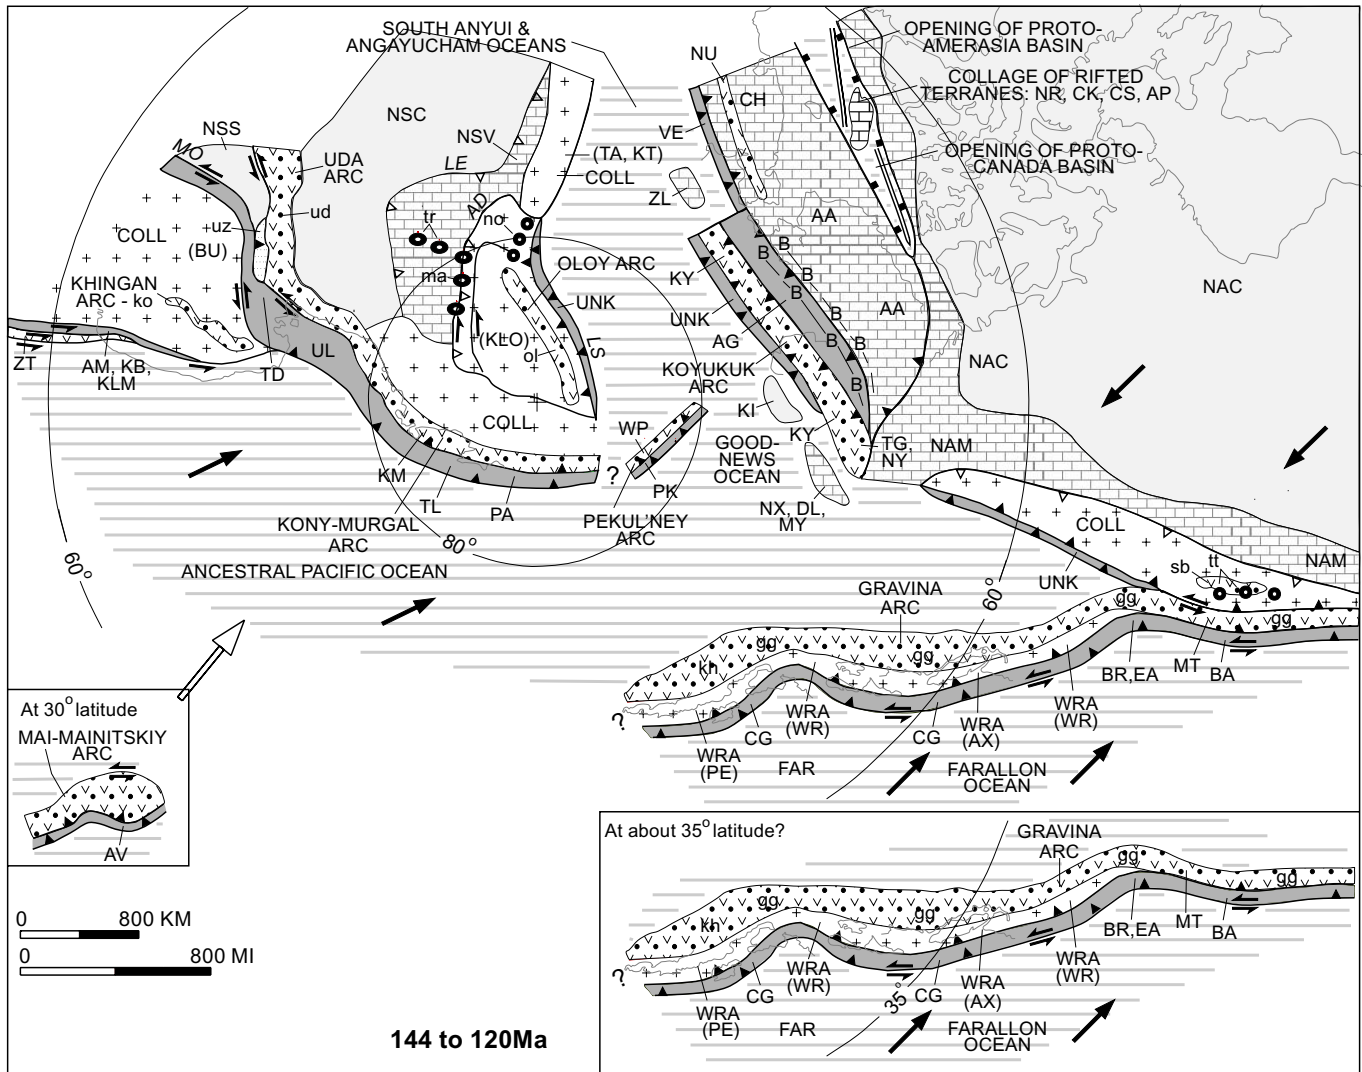 SOUTH ANYUI &
ANGAYUCHAM OCEANS
OPENING OF PROTO-
AMERASIA BASIN
COLLAGE OF RIFTED
TERRANES: NR, CK, CS, AP
OPENING OF PROTO-
CANADA BASIN
NU
CH
VE
NSC
NSV
NSS
MO
LE
UDA
ARC
(TA, KT)
COLL
ZL
AD
no
tr
ud
uz
COLL
(BU)
AA
B
B
B
B
B
B
B
B
KHINGAN
ARC - ko
ma
OLOY ARC
KY
NAC
UNK
UNK
AA
AG
(KLO)
LS
ol
ZT
AM, KB,
KLM
TD
UL
KOYUKUK
ARC
NAC
KI
COLL
WP
KY
GOOD-
NEWS
OCEAN
TG,
NY
NAM
KM
TL
PA
?
PK
NX, DL,
MY
KONY-MURGAL
ARC
80°
PEKUL'NEY
ARC
COLL
60°
ANCESTRAL PACIFIC OCEAN
UNK
sb
tt
NAM
GRAVINA
ARC
60°
gg
gg
gg
gg
kh
BR,EA
MT
BA
WRA
(WR)
WRA
(WR)
CG
CG
WRA
(AX)
WRA
(PE)
?
FAR
FARALLON
OCEAN
At 30° latitude
MAI-MAINITSKIY
ARC
AV
0
800 KM
0
800 MI
144 to 120Ma
At about 35° latitude?
GRAVINA
ARC
gg
gg
gg
gg
kh
BR,EA
MT
BA
WRA
(WR)
WRA
(WR)
?
CG
35°
CG
WRA
(AX)
WRA
(PE)
FAR
FARALLON
OCEAN